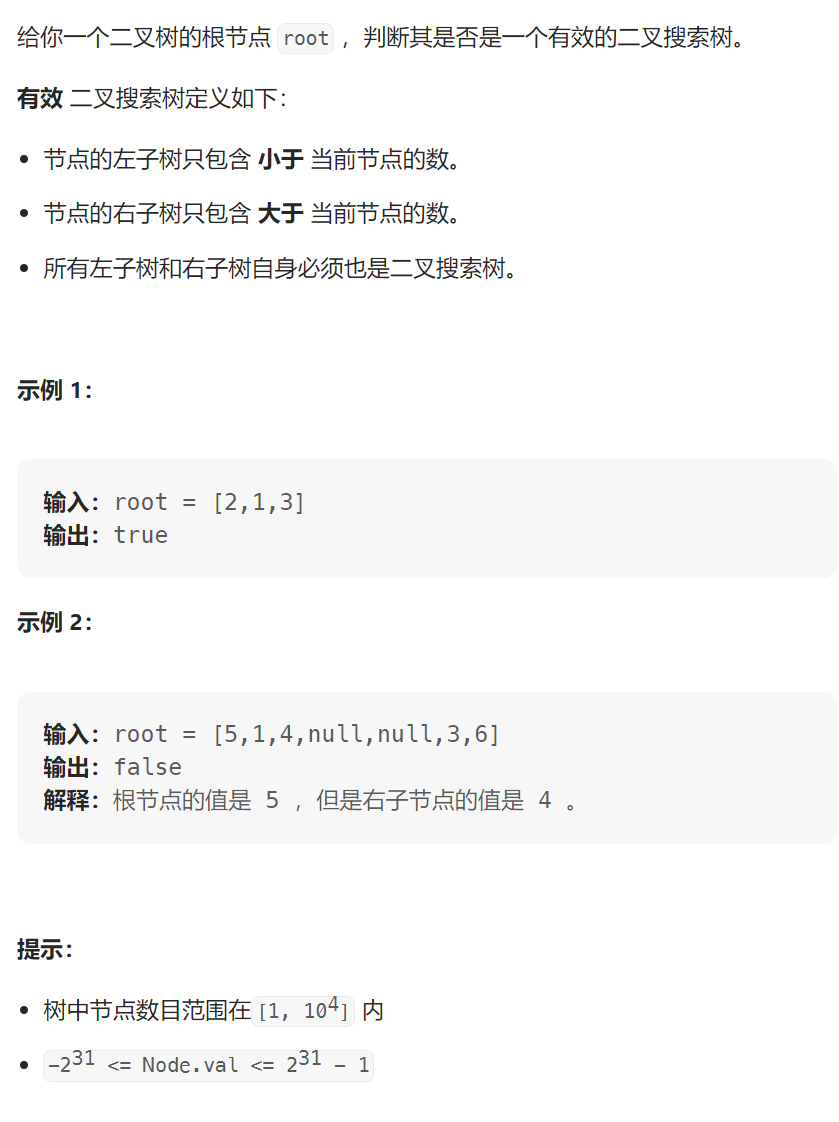 给你一个二叉树的根节点 root ，判断其是否是一个有效的二叉搜索树。
有效 二叉搜索树定义如下：
• 节点的左子树只包含 小于 当前节点的数。
• 节点的右子树只包含 大于 当前节点的数。
• 所有左子树和右子树自身必须也是二叉搜索树。
示例 1：
输入：root = [2,1,3]
输出：true
示例 2：
输入：root = [5,1,4,null,null,3,6]
输出：false
解释：根节点的值是 5 ，但是右子节点的值是 4 。
提示：
• 树中节点数目范围在[1, 10⁴] 内
• -2³¹ <= Node.val <= 2³¹ - 1